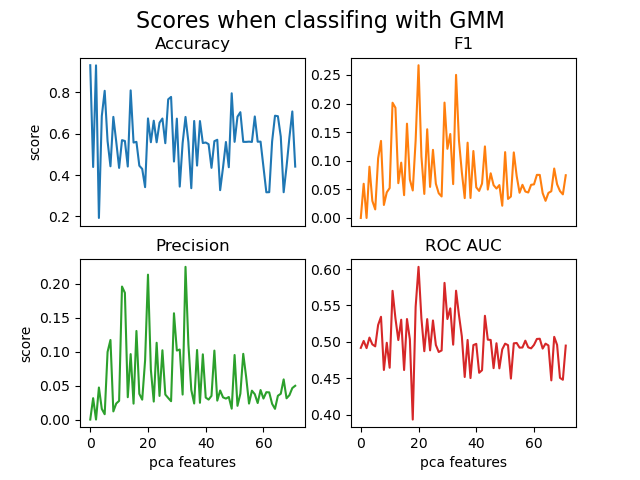 Scores when classifing with GMM
Accuracy
F1
score
0.8
0.6
0.4
0.2
0.25
0.20
0.15
0.10
0.05
0.00
Precision
ROC AUC
score
0.20
0.15
0.10
0.05
0.00
0.60
0.55
0.50
0.45
0.40
0 20 40 60
0 20 40 60
pca features
pca features